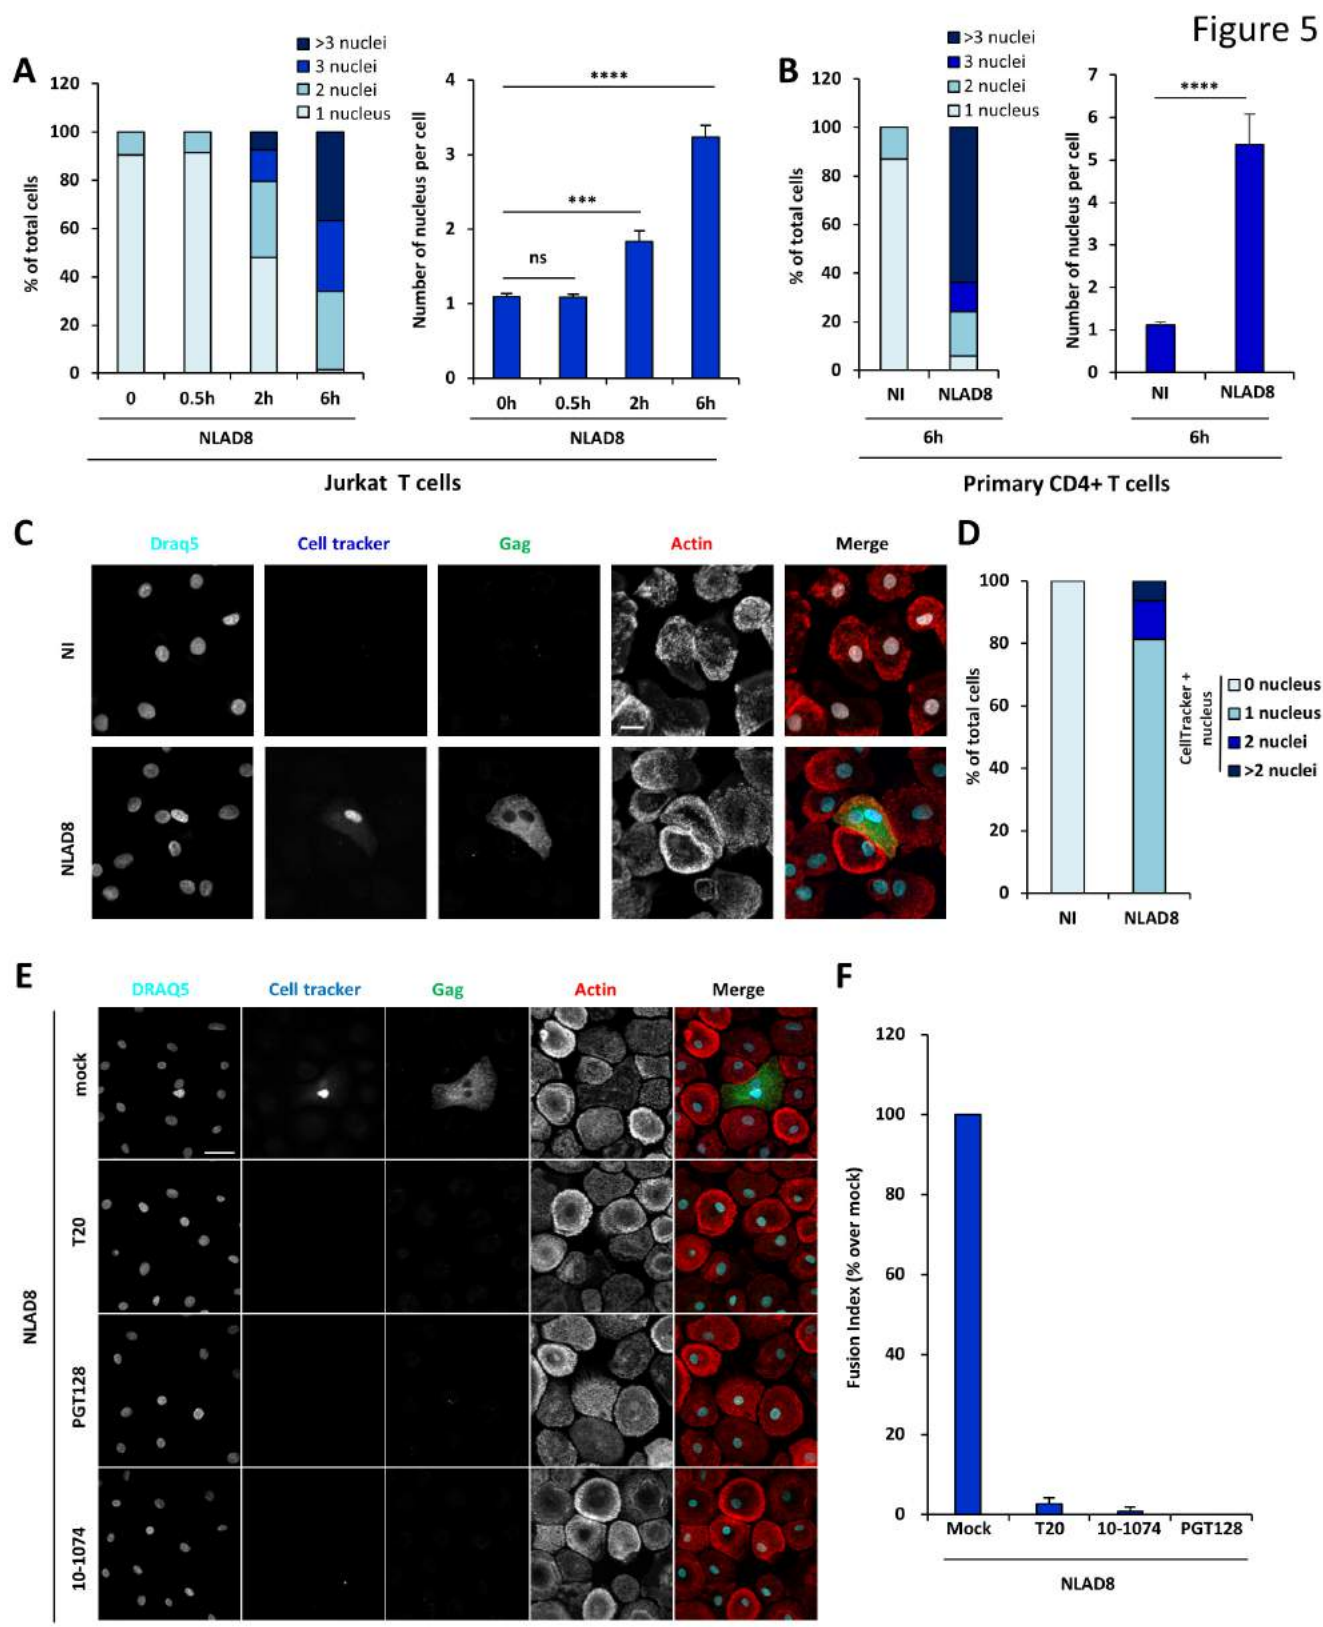 Figure 5
A
>3 nuclei
3 nuclei
2 nuclei
1 nucleus
% of total cells
120
100
80
60
40
20
0
0 0.5h 2h 6h
NLAD8
Number of nucleus per cell
4
3
2
1
0
****
***
ns
0h 0.5h 2h 6h
NLAD8
Jurkat T cells
B
>3 nuclei
3 nuclei
2 nuclei
1 nucleus
% of total cells
120
100
80
60
40
20
0
NI NLAD8
6h
Number of nucleus per cell
7
6
5
4
3
2
1
0
****
NI NLAD8
6h
Primary CD4+ T cells
C
Draq5 Cell tracker Gag Actin Merge
NI
NLAD8
D
% of total cells
100
80
60
40
20
0
NI NLAD8
CellTracker +
nucleus
0 nucleus
1 nucleus
2 nuclei
>2 nuclei
E
DRAQ5 Cell tracker Gag Actin Merge
NLAD8
mock
T20
PGT128
10-1074
F
Fusion Index (% over mock)
120
100
80
60
40
20
0
Mock T20 10-1074 PGT128
NLAD8